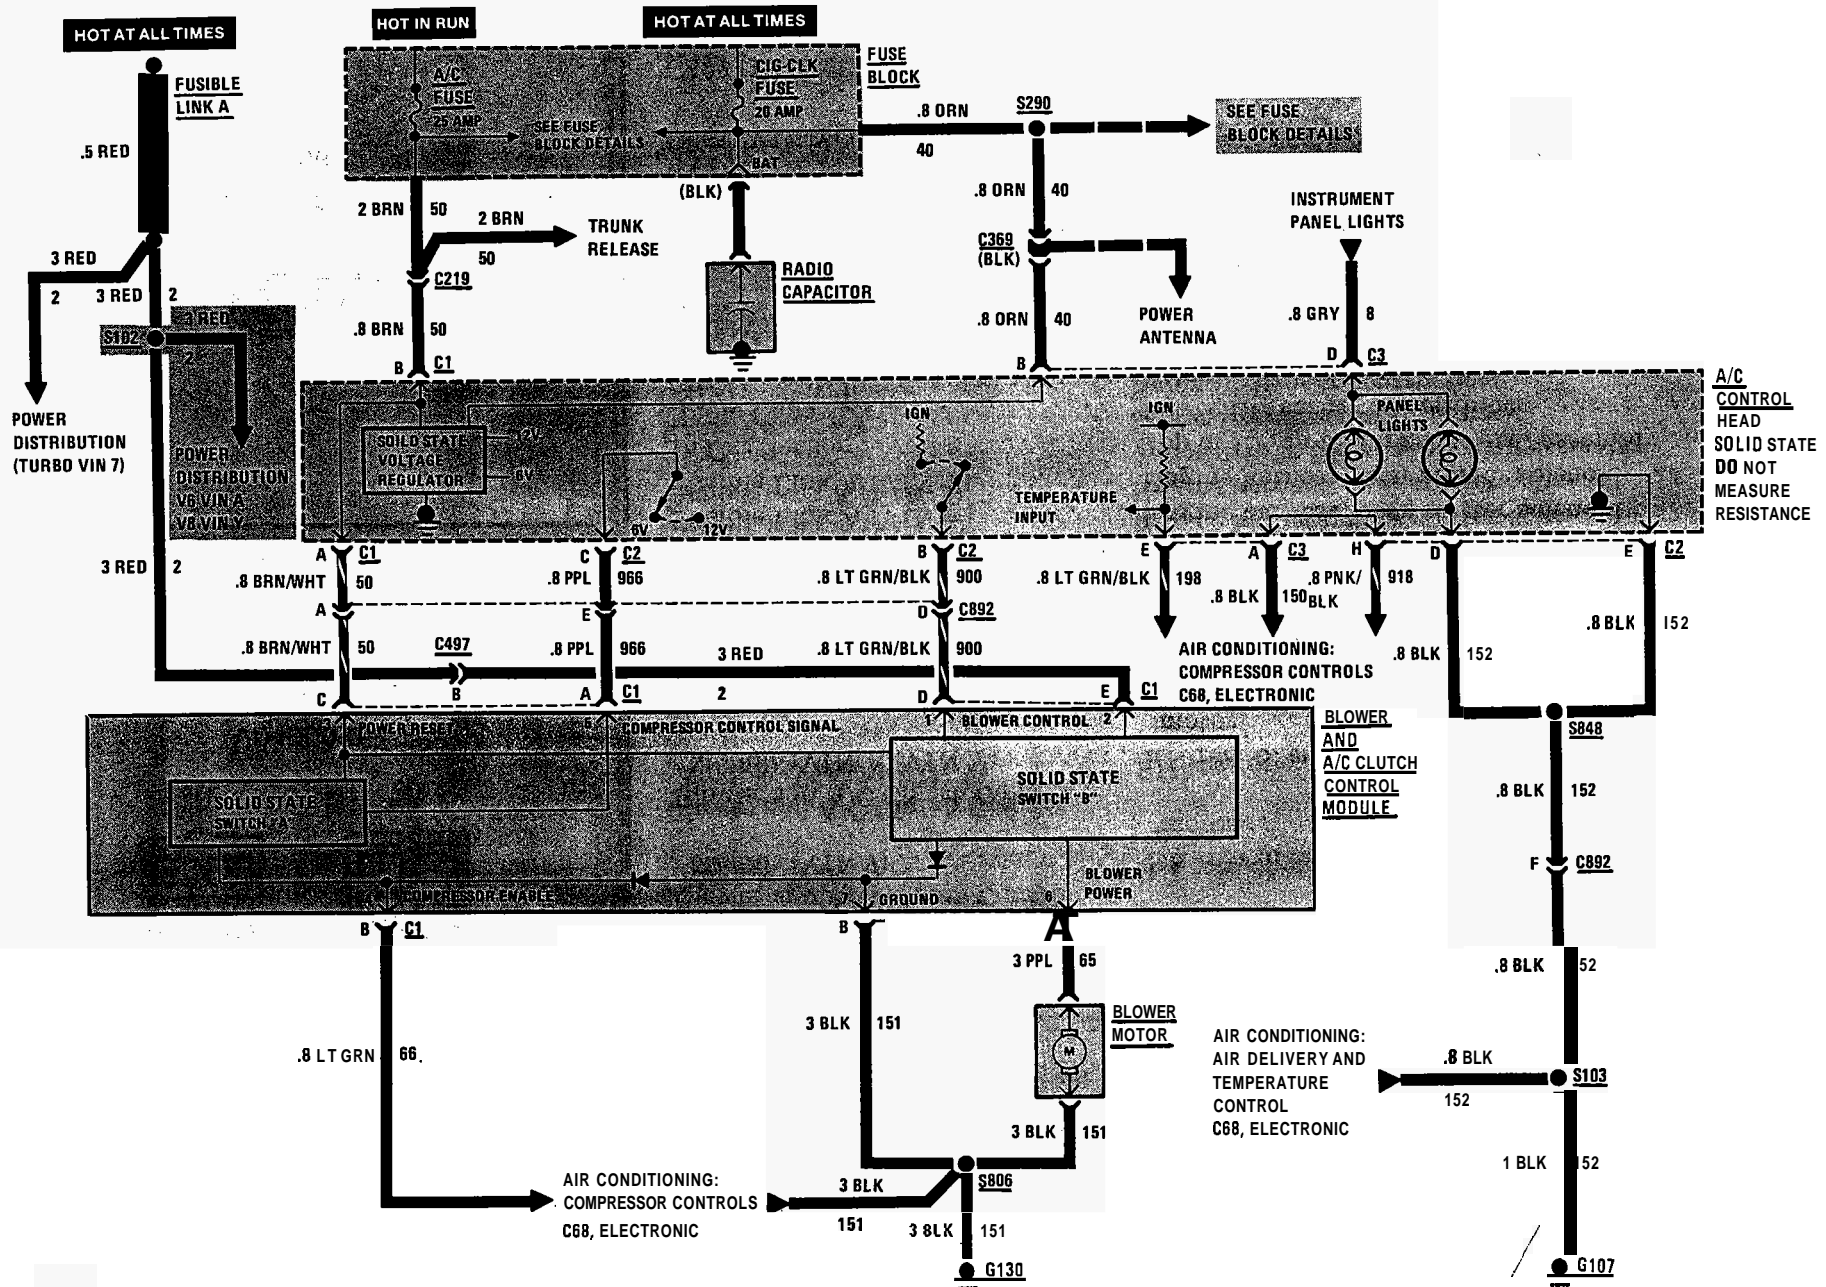 HOT AT ALL TIMES
HOT IN RUN
HOT AT ALL TIMES
FUSIBLE
LINK A
.5 RED
A/C
FUSE
25 AMP
SEE FUSE
BLOCK DETAILS
CIG-CLK
FUSE
20 AMP
BAT
FUSE
BLOCK
.8 ORN
40
S290
SEE FUSE
BLOCK DETAILS
(BLK)
.8 ORN
40
2 BRN
50
2 BRN
50
TRUNK
RELEASE
INSTRUMENT
PANEL LIGHTS
3 RED
2
3 RED
2
C219
RADIO
CAPACITOR
C369
(BLK)
POWER
ANTENNA
.8 BRN
50
.8 ORN
40
.8 GRY
8
S102
3 RED
2
B
C1
B
D
C3
POWER
DISTRIBUTION
(TURBO VIN 7)
POWER
DISTRIBUTION
V6 VIN A
V8 VIN Y
SOILD STATE
VOLTAGE
REGULATOR
12V
6V
6V
12V
IGN
IGN
TEMPERATURE
INPUT
PANEL
LIGHTS
A/C
CONTROL
HEAD
SOLID STATE
DO NOT
MEASURE
RESISTANCE
3 RED
2
A
C1
C
C2
B
C2
E
A
C3
H
D
E
C2
.8 BRN/WHT
50
.8 PPL
966
.8 LT GRN/BLK
900
.8 LT GRN/BLK
198
.8 BLK
150
.8 PNK/
BLK
918
A
E
D
C892
.8 BLK
152
.8 BLK
152
.8 BRN/WHT
50
C497
B
.8 PPL
966
3 RED
2
.8 LT GRN/BLK
900
AIR CONDITIONING:
COMPRESSOR CONTROLS
C68, ELECTRONIC
C
A
C1
D
E
C1
S848
POWER RESET
5
COMPRESSOR CONTROL SIGNAL
1
BLOWER CONTROL
2
BLOWER
AND
A/C CLUTCH
CONTROL
MODULE
SOLID STATE
SWITCH "A"
SOLID STATE
SWITCH "B"
COMPRESSOR ENABLE
7
GROUND
6
BLOWER
POWER
.8 BLK
152
F
C892
B
C1
B
A
3 PPL
65
.8 BLK
52
BLOWER
MOTOR
M
3 BLK
151
.8 LT GRN
66.
AIR CONDITIONING:
AIR DELIVERY AND
TEMPERATURE
CONTROL
C68, ELECTRONIC
.8 BLK
152
S103
3 BLK
151
1 BLK
52
AIR CONDITIONING:
COMPRESSOR CONTROLS
C68, ELECTRONIC
3 BLK
151
S806
3 BLK
151
G130
G107